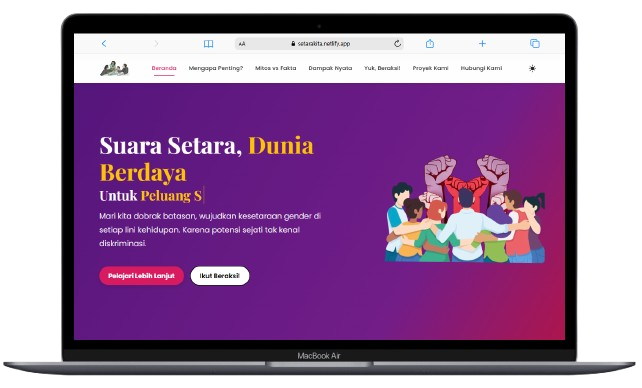 AA setarakita.netlify.app
Beranda Mengapa Penting? Mitos vs Fakta Dampak Nyata Yuk, Beraksi! Proyek Kami Hubungi Kami
Suara Setara, Dunia
Berdaya
Untuk Peluang S
Mari kita dobrak batasan, wujudkan kesetaraan gender di
setiap lini kehidupan. Karena potensi sejati tak kenal
diskriminasi.
Pelajari Lebih Lanjut Ikut Beraksi!
MacBook Air